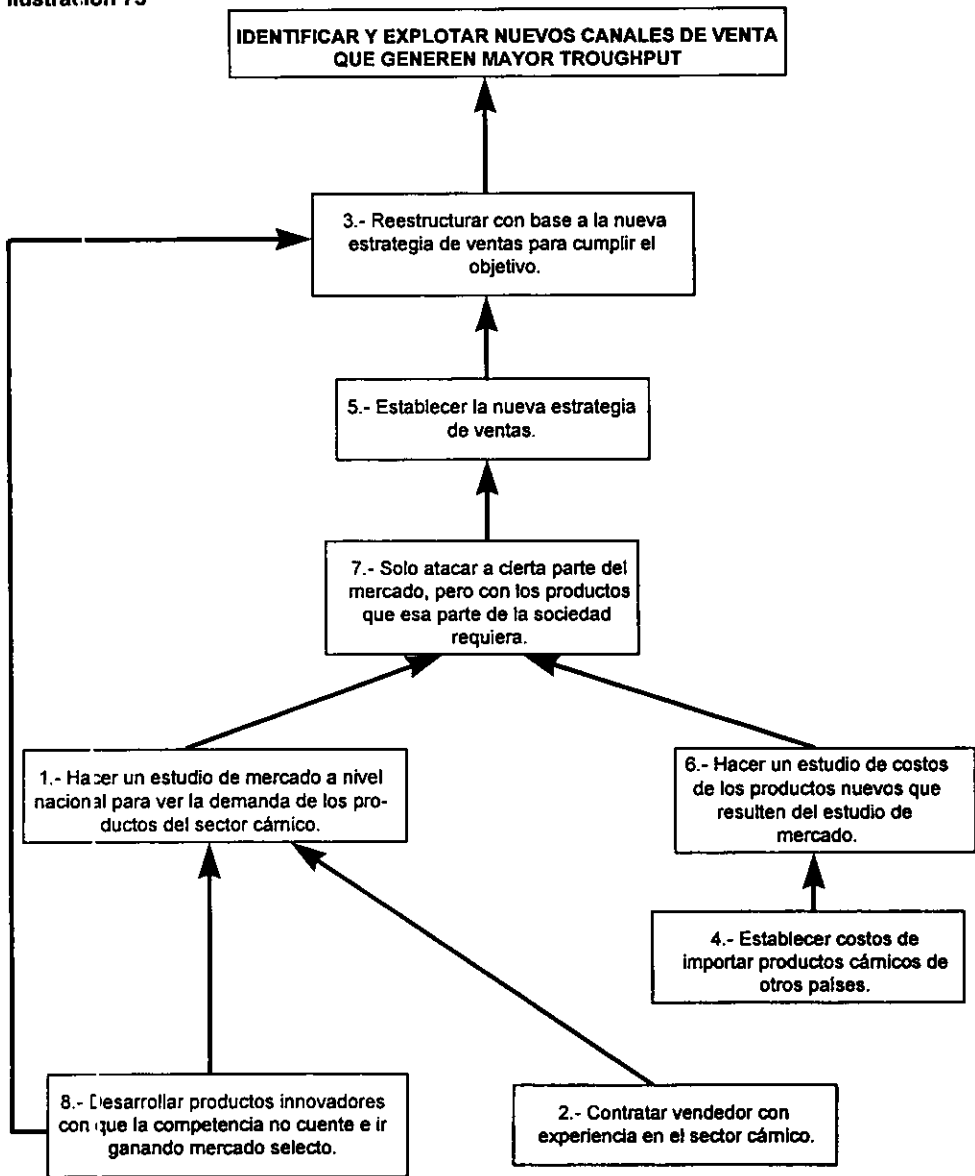 Ilustración 75
IDENTIFICAR Y EXPLOTAR NUEVOS CANALES DE VENTA
QUE GENEREN MAYOR TROUGHPUT
3.- Reestructurar con base a la nueva
estrategia de ventas para cumplir el
objetivo.
5.- Establecer la nueva estrategia
de ventas.
7.- Solo atacar a cierta parte del
mercado, pero con los productos
que esa parte de la sociedad
requiera.
1.- Hacer un estudio de mercado a nivel
nacional para ver la demanda de los pro-
ductos del sector cárnico.
6.- Hacer un estudio de costos
de los productos nuevos que
resulten del estudio de
mercado.
4.- Establecer costos de
importar productos cárnicos de
otros países.
8.- Desarrollar productos innovadores
con que la competencia no cuente e ir
ganando mercado selecto.
2.- Contratar vendedor con
experiencia en el sector cárnico.